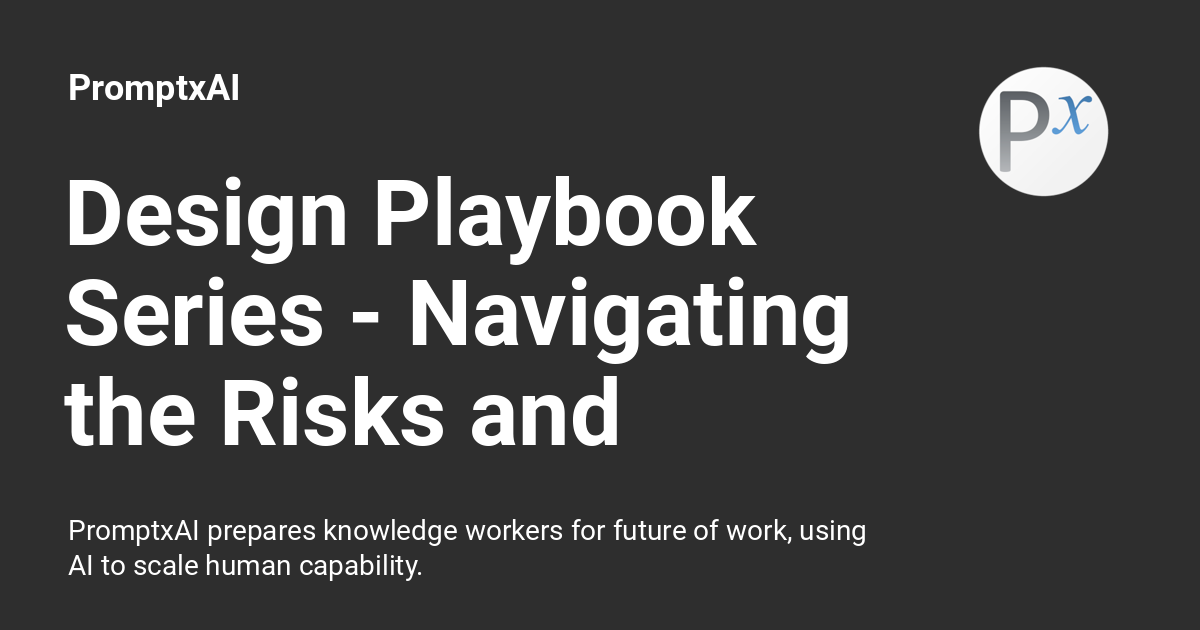 PromptxAI
Px
Design Playbook
Series - Navigating
the Risks and
PromptxAI prepares knowledge workers for future of work, using
AI to scale human capability.